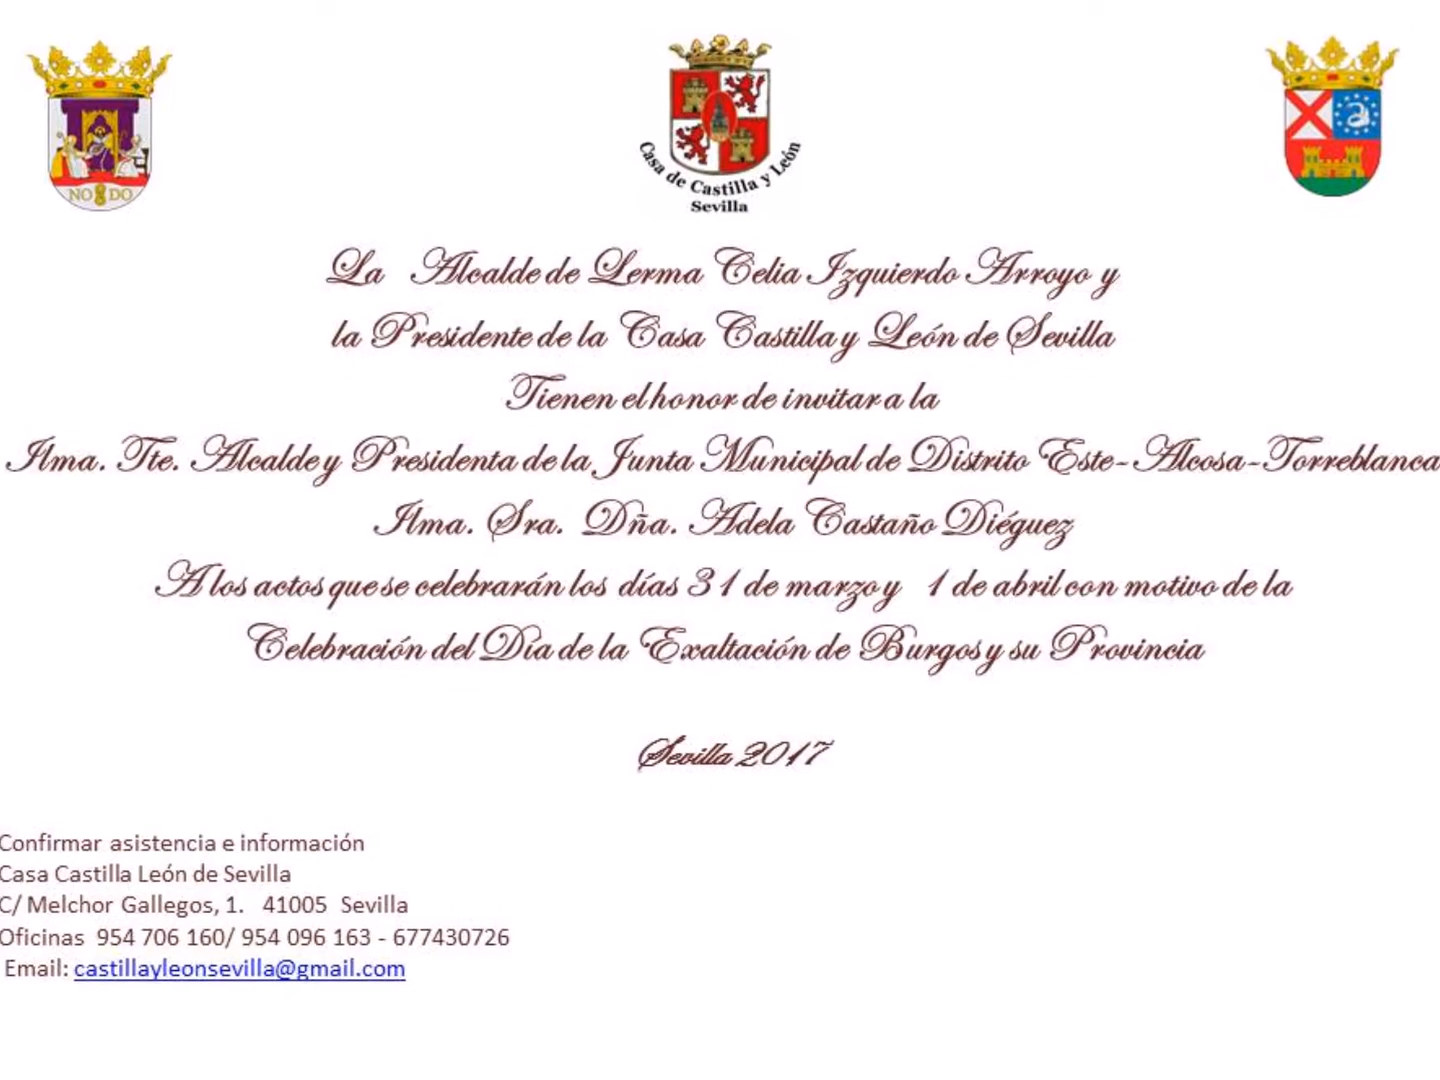 NO8DO
Casa de Castilla y León
Sevilla
La Alcalde de Lerma Celia Izquierdo Arroyo y
la Presidente de la Casa Castilla y León de Sevilla
Tienen el honor de invitar a la
Ilma. Tte. Alcalde y Presidenta de la Junta Municipal de Distrito Este-Alcosa-Torreblanca
Ilma. Sra. Dña. Adela Castaño Diéguez
A los actos que se celebrarán los días 31 de marzo y 1 de abril con motivo de la
Celebración del Día de la Exaltación de Burgos y su Provincia
Sevilla 2017
Confirmar asistencia e información
Casa Castilla León de Sevilla
C/ Melchor Gallegos, 1. 41005 Sevilla
Oficinas 954 706 160/ 954 096 163 - 677430726
Email: castillayleonsevilla@gmail.com